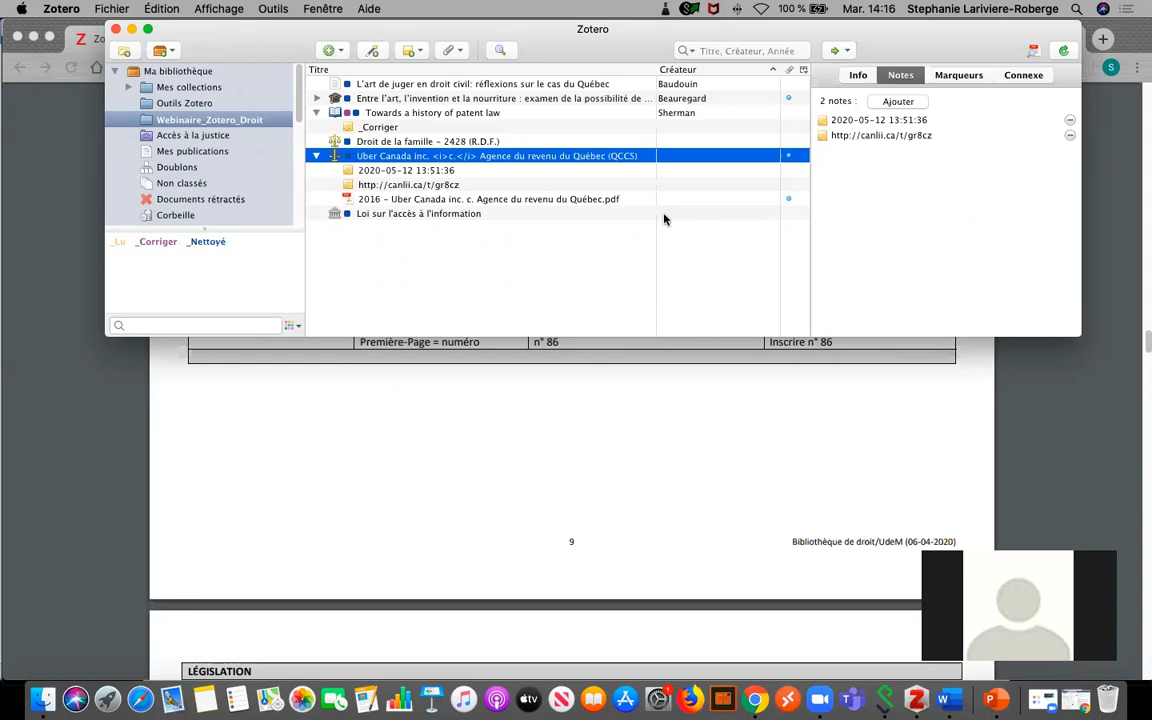 Zotero Fichier Édition Affichage Outils Fenêtre Aide 100 % Mar. 14:16 Stephanie Lariviere-Roberge
Zotero
Titre, Créateur, Année
Ma bibliothèque
Mes collections
Outils Zotero
Webinaire_Zotero_Droit
Accès à la justice
Mes publications
Doublons
Non classés
Documents rétractés
Corbeille
_Lu _Corriger _Nettoyé
Titre Créateur
L'art de juger en droit civil: réflexions sur le cas du Québec Baudouin
Entre l'art, l'invention et la nourriture : examen de la possibilité de ... Beauregard
Towards a history of patent law Sherman
_Corriger
Droit de la famille – 2428 (R.D.F.)
Uber Canada inc. <i>c.</i> Agence du revenu du Québec (QCCS)
2020-05-12 13:51:36
http://canlii.ca/t/gr8cz
2016 - Uber Canada inc. c. Agence du revenu du Québec.pdf
Loi sur l'accès à l'information
Info Notes Marqueurs Connexe
2 notes : Ajouter
2020-05-12 13:51:36
http://canlii.ca/t/gr8cz
Première-Page = numéro n° 86 Inscrire n° 86
9 Bibliothèque de droit/UdeM (06-04-2020)
LÉGISLATION